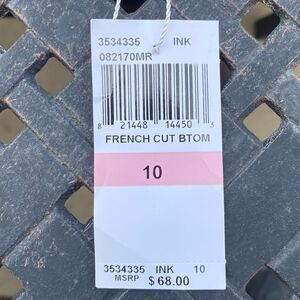 3534335 INK
082170MR
8 21448 14450 3
FRENCH CUT BTOM
10
3534335 INK 10
MSRP $68.00